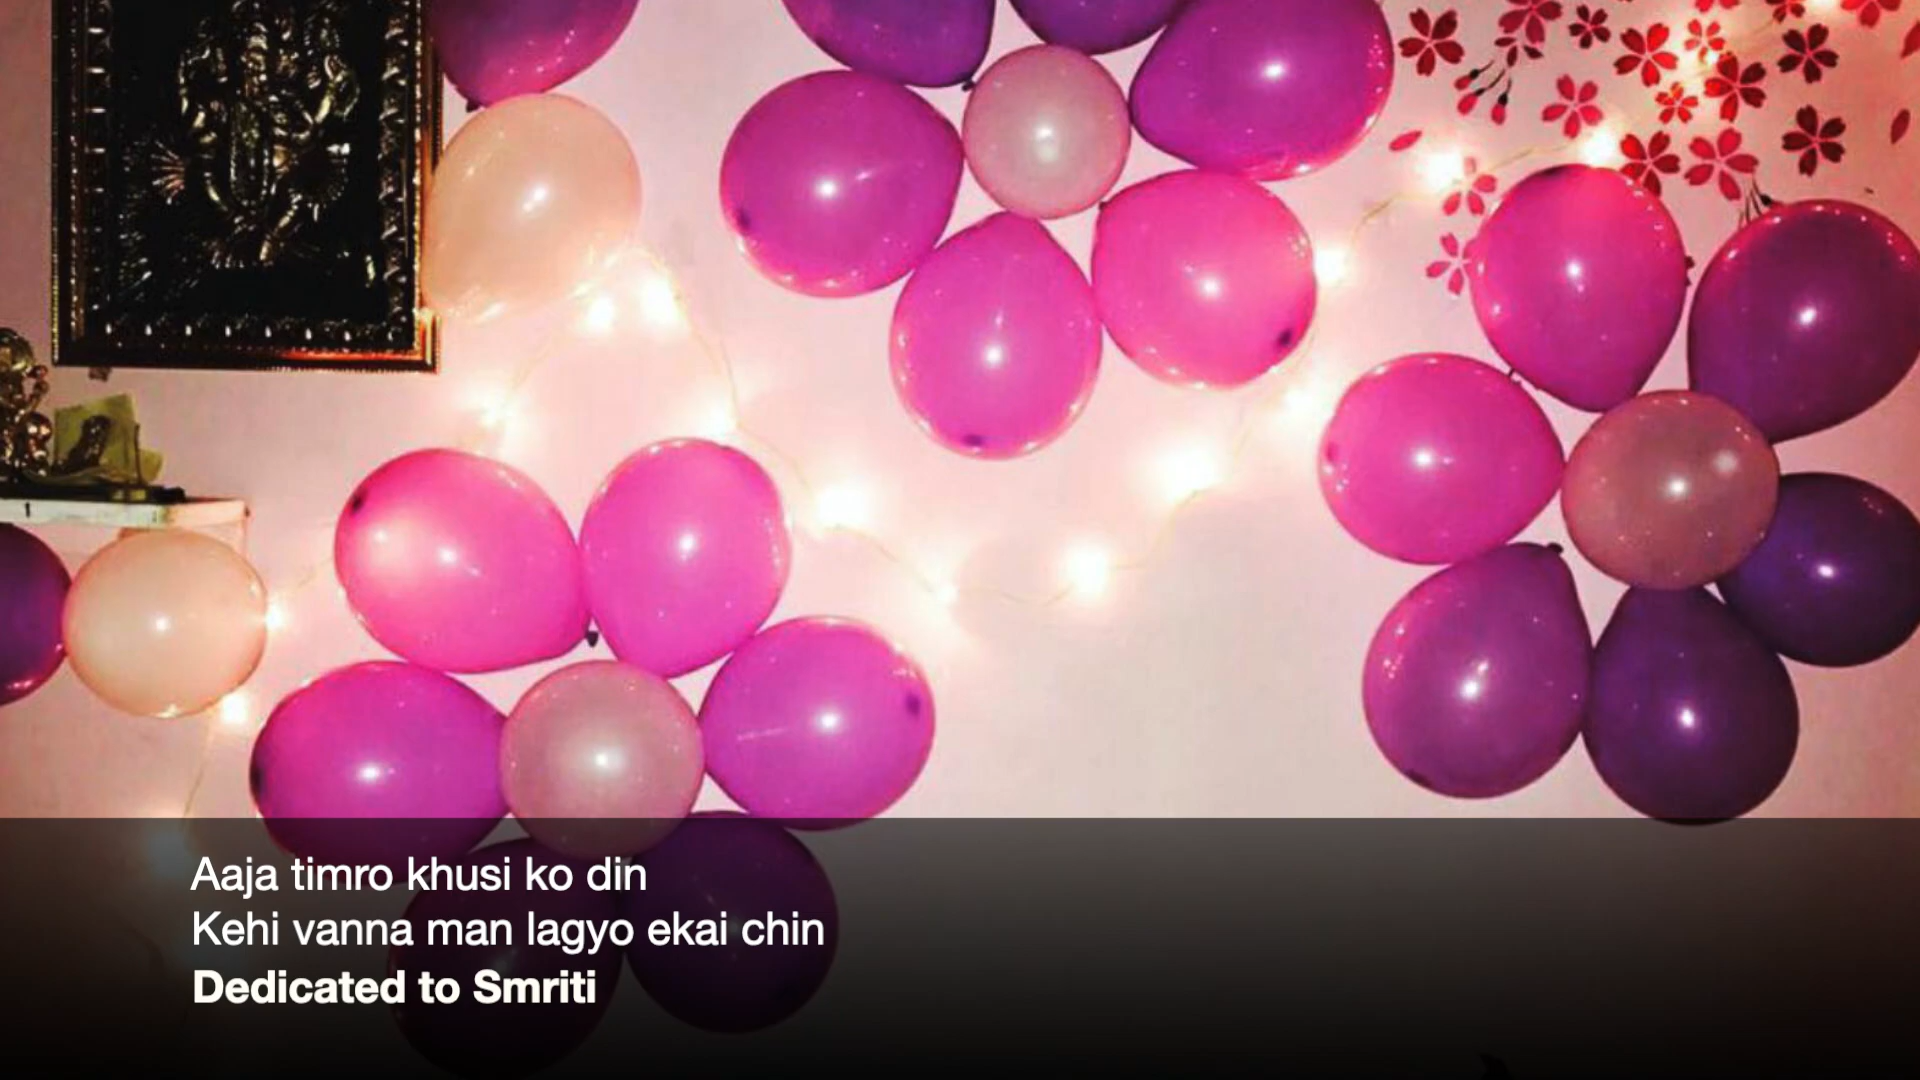 Aaja timro khusi ko din
Kehi vanna man lagyo ekai chin
Dedicated to Smriti